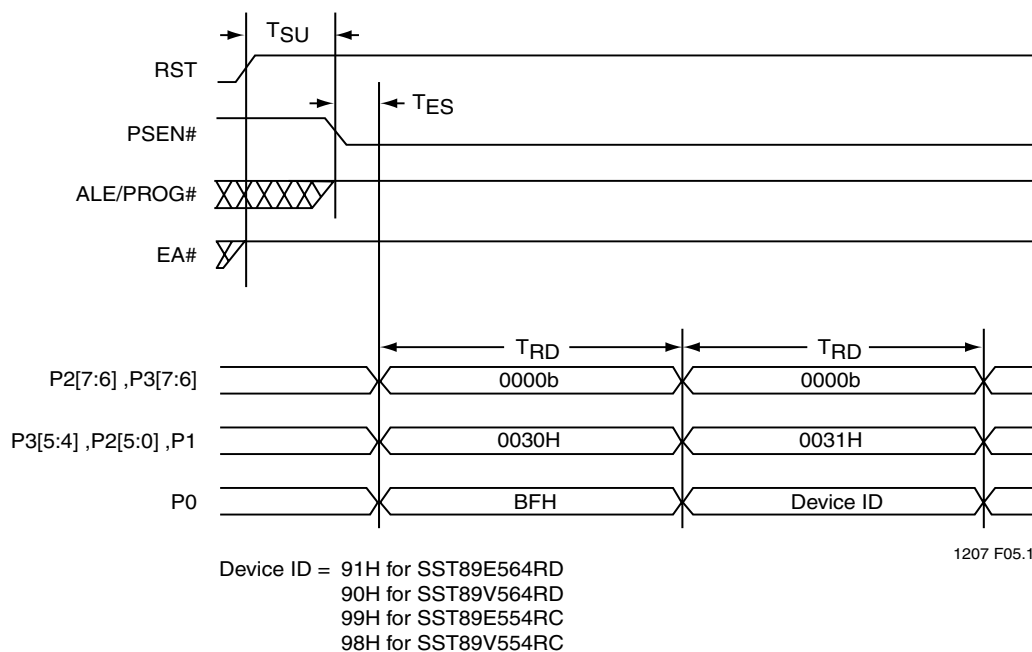 TSU
RST
TES
PSEN#
ALE/PROG#
EA#
TRD TRD
P2[7:6] ,P3[7:6] 0000b 0000b
P3[5:4] ,P2[5:0] ,P1 0030H 0031H
P0 BFH Device ID
1207 F05.1
Device ID = 91H for SST89E564RD
90H for SST89V564RD
99H for SST89E554RC
98H for SST89V554RC